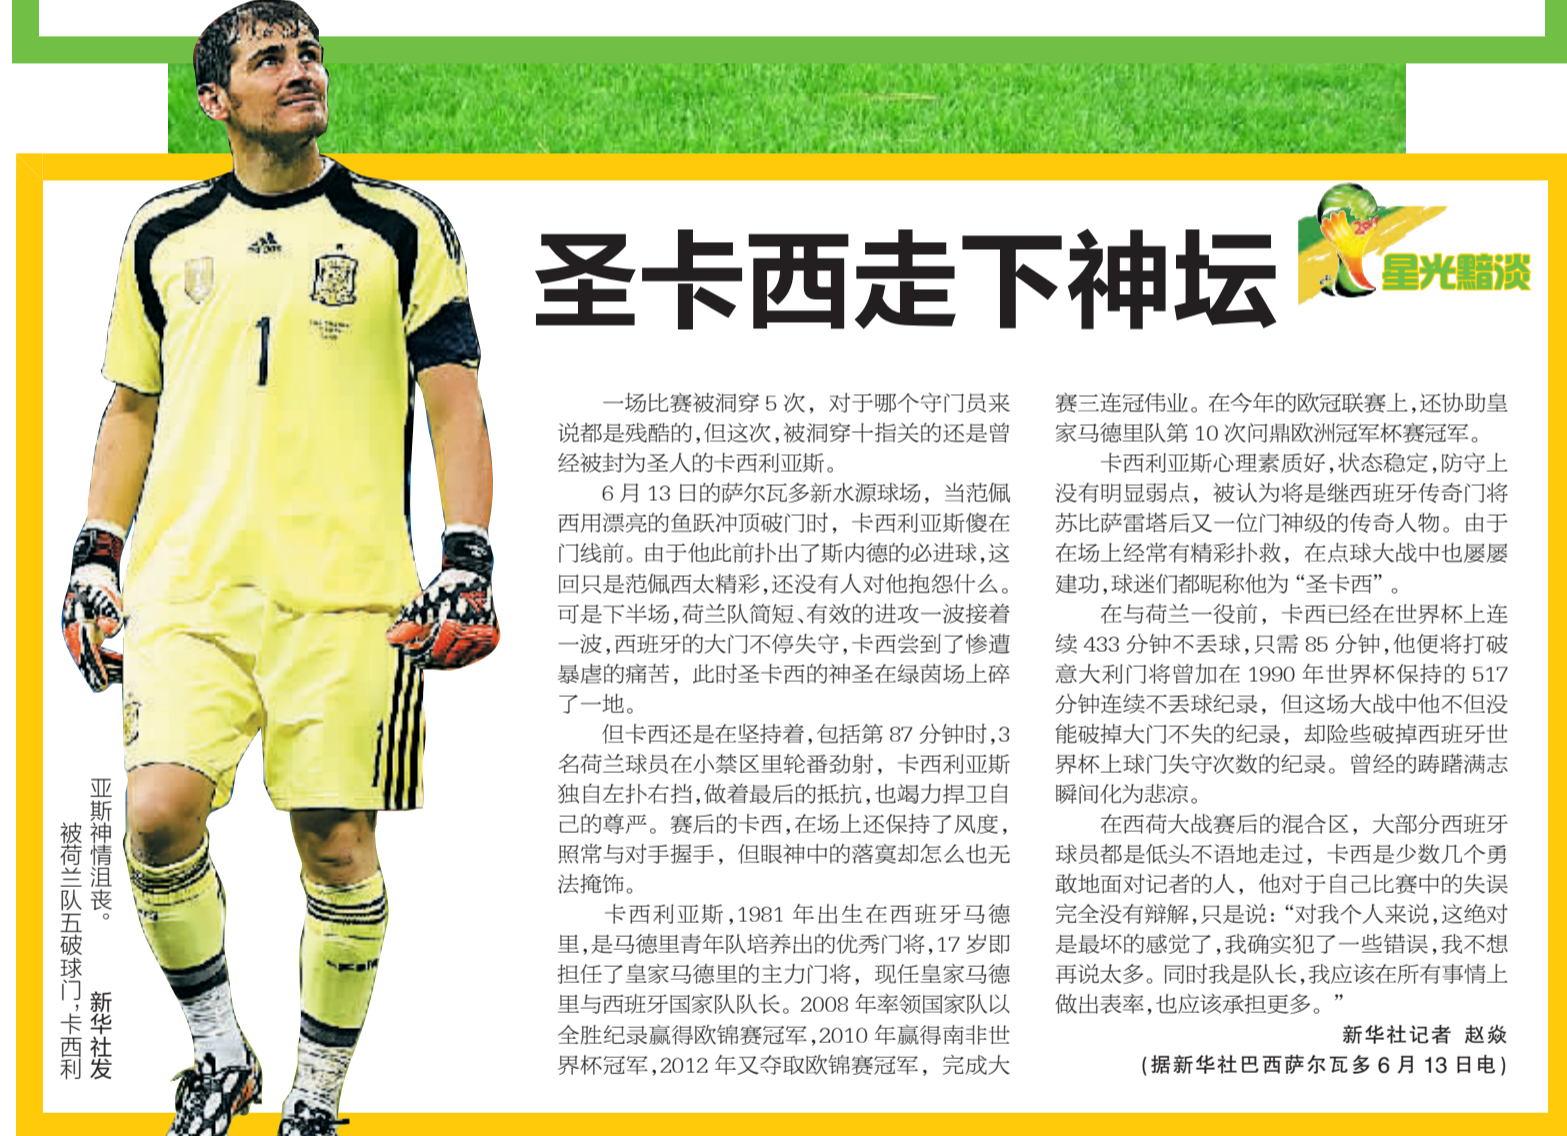 圣卡西走下神坛
2014
星光黯淡
adidas
1
一场比赛被洞穿 5 次，对于哪个守门员来
说都是残酷的，但这次，被洞穿十指关的还是曾
经被封为圣人的卡西利亚斯。
6 月 13 日的萨尔瓦多新水源球场，当范佩
西用漂亮的鱼跃冲顶破门时，卡西利亚斯傻在
门线前。由于他此前扑出了斯内德的必进球，这
回只是范佩西太精彩，还没有人对他抱怨什么。
可是下半场，荷兰队简短、有效的进攻一波接着
一波，西班牙的大门不停失守，卡西尝到了惨遭
暴虐的痛苦，此时圣卡西的神圣在绿茵场上碎
了一地。
但卡西还是在坚持着，包括第 87 分钟时，3
名荷兰球员在小禁区里轮番劲射，卡西利亚斯
独自左扑右挡，做着最后的抵抗，也竭力捍卫自
己的尊严。赛后的卡西，在场上还保持了风度，
照常与对手握手，但眼神中的落寞却怎么也无
法掩饰。
卡西利亚斯，1981 年出生在西班牙马德
里，是马德里青年队培养出的优秀门将，17 岁即
担任了皇家马德里的主力门将，现任皇家马德
里与西班牙国家队队长。2008 年率领国家队以
全胜纪录赢得欧锦赛冠军，2010 年赢得南非世
界杯冠军，2012 年又夺取欧锦赛冠军，完成大
赛三连冠伟业。在今年的欧冠联赛上，还协助皇
家马德里队第 10 次问鼎欧洲冠军杯赛冠军。
卡西利亚斯心理素质好，状态稳定，防守上
没有明显弱点，被认为将是继西班牙传奇门将
苏比萨雷塔后又一位门神级的传奇人物。由于
在场上经常有精彩扑救，在点球大战中也屡屡
建功，球迷们都昵称他为“圣卡西”。
在与荷兰一役前，卡西已经在世界杯上连
续 433 分钟不丢球，只需 85 分钟，他便将打破
意大利门将曾加在 1990 年世界杯保持的 517
分钟连续不丢球纪录，但这场大战中他不但没
能破掉大门不失的纪录，却险些破掉西班牙世
界杯上球门失守次数的纪录。曾经的踌躇满志
瞬间化为悲凉。
在西荷大战赛后的混合区，大部分西班牙
球员都是低头不语地走过，卡西是少数几个勇
敢地面对记者的人，他对于自己比赛中的失误
完全没有辩解，只是说：“对我个人来说，这绝对
是最坏的感觉了，我确实犯了一些错误，我不想
再说太多。同时我是队长，我应该在所有事情上
做出表率，也应该承担更多。”
新华社记者 赵焱
（据新华社巴西萨尔瓦多 6 月 13 日电）
被荷兰队五破球门，卡西利
亚斯神情沮丧。 新华社发